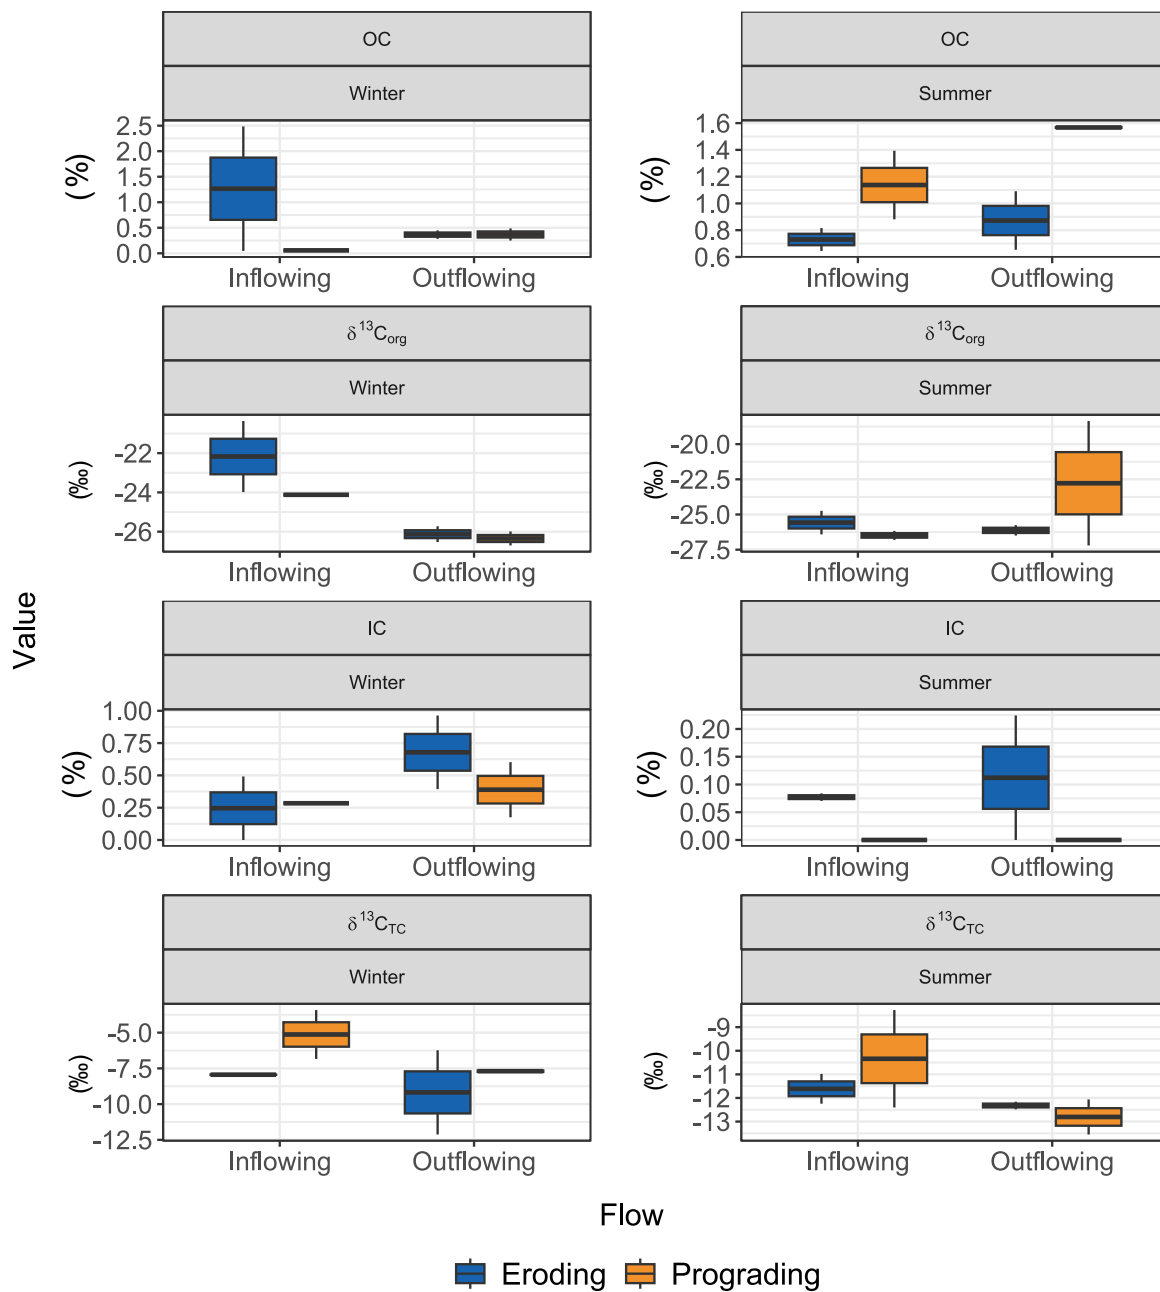 OC
Winter
(%)
2.5
2.0
1.5
1.0
0.5
0.0
Inflowing Outflowing
OC
Summer
(%)
1.6
1.4
1.2
1.0
0.8
0.6
Inflowing Outflowing
δ¹³C_org
Winter
(‰)
-22
-24
-26
Inflowing Outflowing
δ¹³C_org
Summer
(‰)
-20.0
-22.5
-25.0
-27.5
Inflowing Outflowing
Value
IC
Winter
(%)
1.00
0.75
0.50
0.25
0.00
Inflowing Outflowing
IC
Summer
(%)
0.20
0.15
0.10
0.05
0.00
Inflowing Outflowing
δ¹³C_TC
Winter
(‰)
-5.0
-7.5
-10.0
-12.5
Inflowing Outflowing
δ¹³C_TC
Summer
(‰)
-9
-10
-11
-12
-13
Inflowing Outflowing
Flow
Eroding Prograding